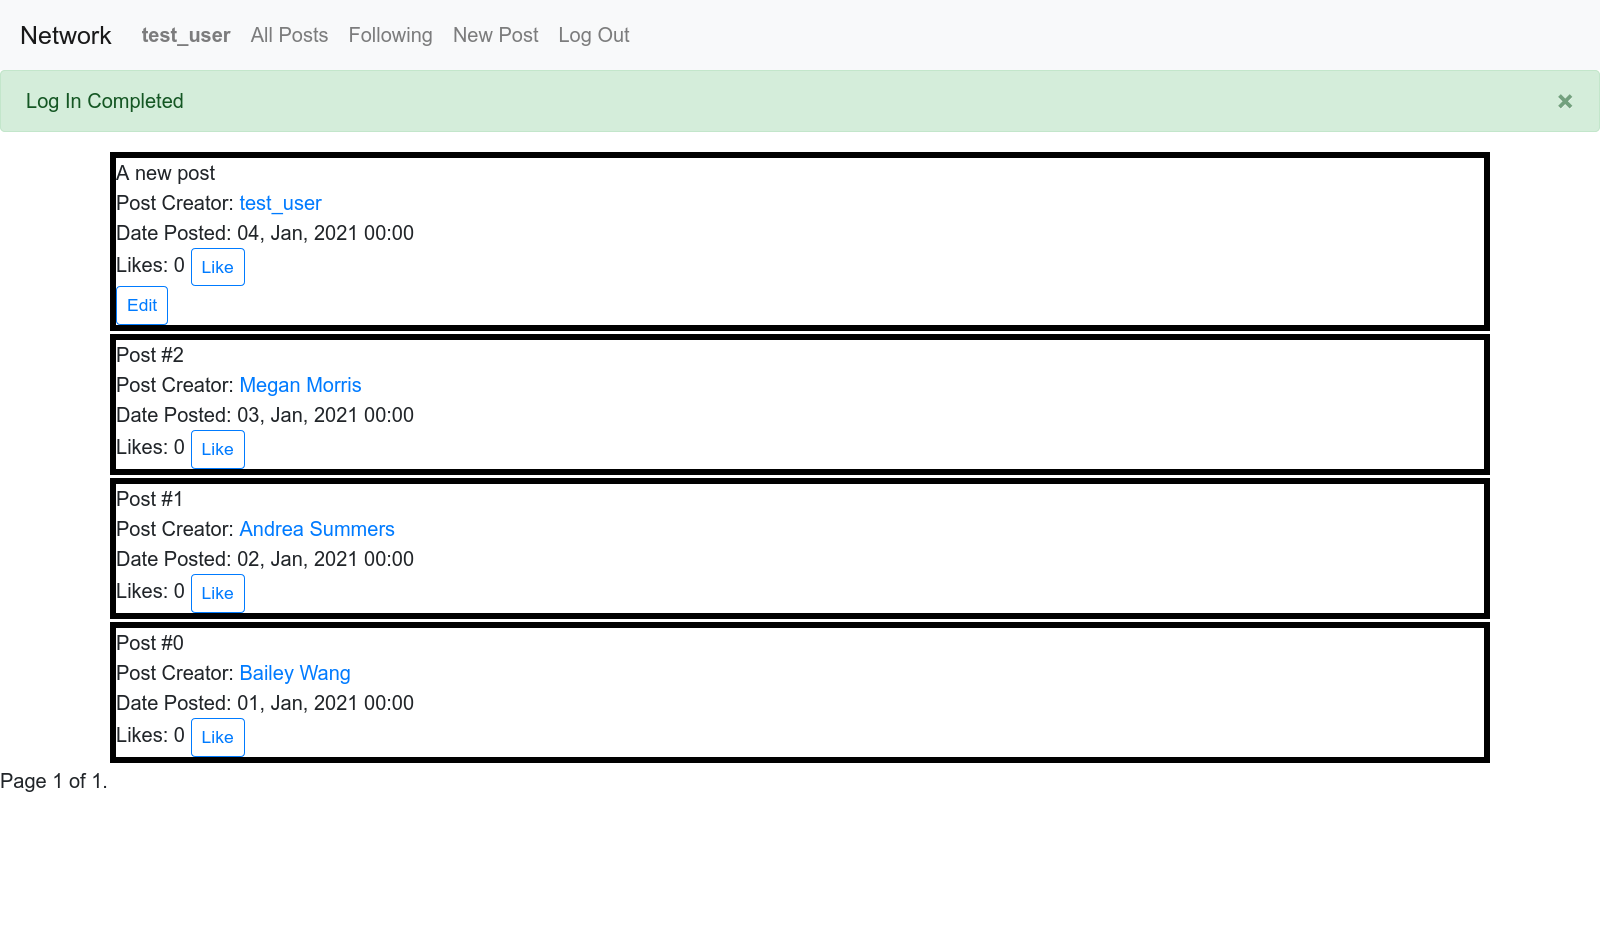 Network test_user All Posts Following New Post Log Out
Log In Completed ×
A new post
Post Creator: test_user
Date Posted: 04, Jan, 2021 00:00
Likes: 0 Like
Edit
Post #2
Post Creator: Megan Morris
Date Posted: 03, Jan, 2021 00:00
Likes: 0 Like
Post #1
Post Creator: Andrea Summers
Date Posted: 02, Jan, 2021 00:00
Likes: 0 Like
Post #0
Post Creator: Bailey Wang
Date Posted: 01, Jan, 2021 00:00
Likes: 0 Like
Page 1 of 1.